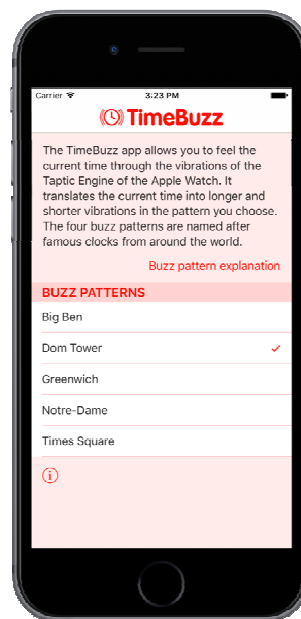 Carrier 3:23 PM
TimeBuzz
The TimeBuzz app allows you to feel the
current time through the vibrations of the
Taptic Engine of the Apple Watch. It
translates the current time into longer and
shorter vibrations in the pattern you choose.
The four buzz patterns are named after
famous clocks from around the world.
Buzz pattern explanation
BUZZ PATTERNS
Big Ben
Dom Tower
Greenwich
Notre-Dame
Times Square